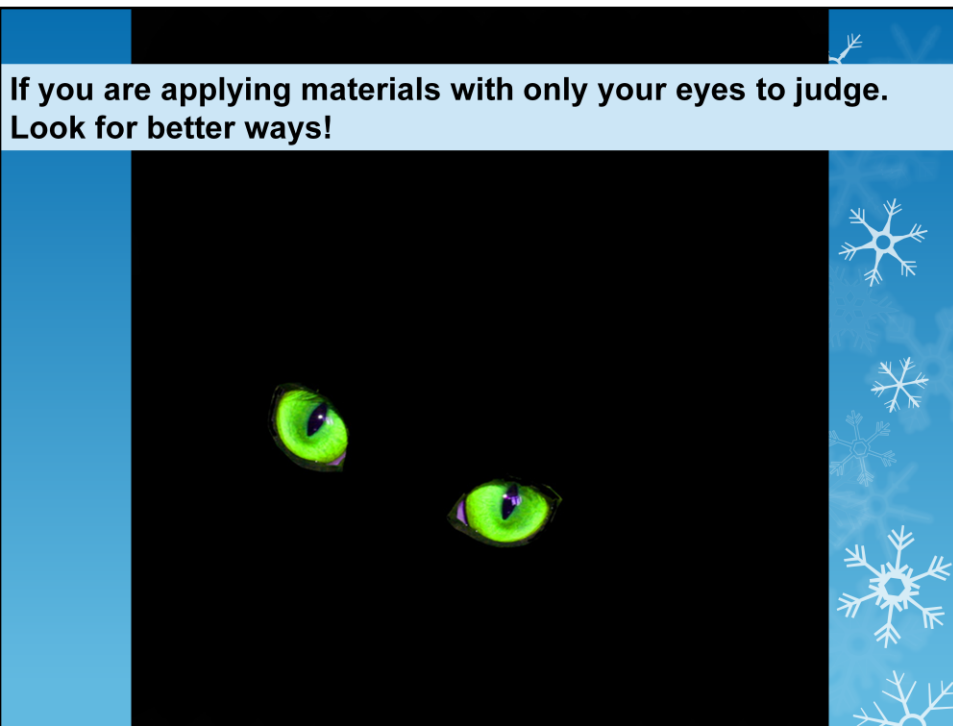 If you are applying materials with only your eyes to judge.
Look for better ways!